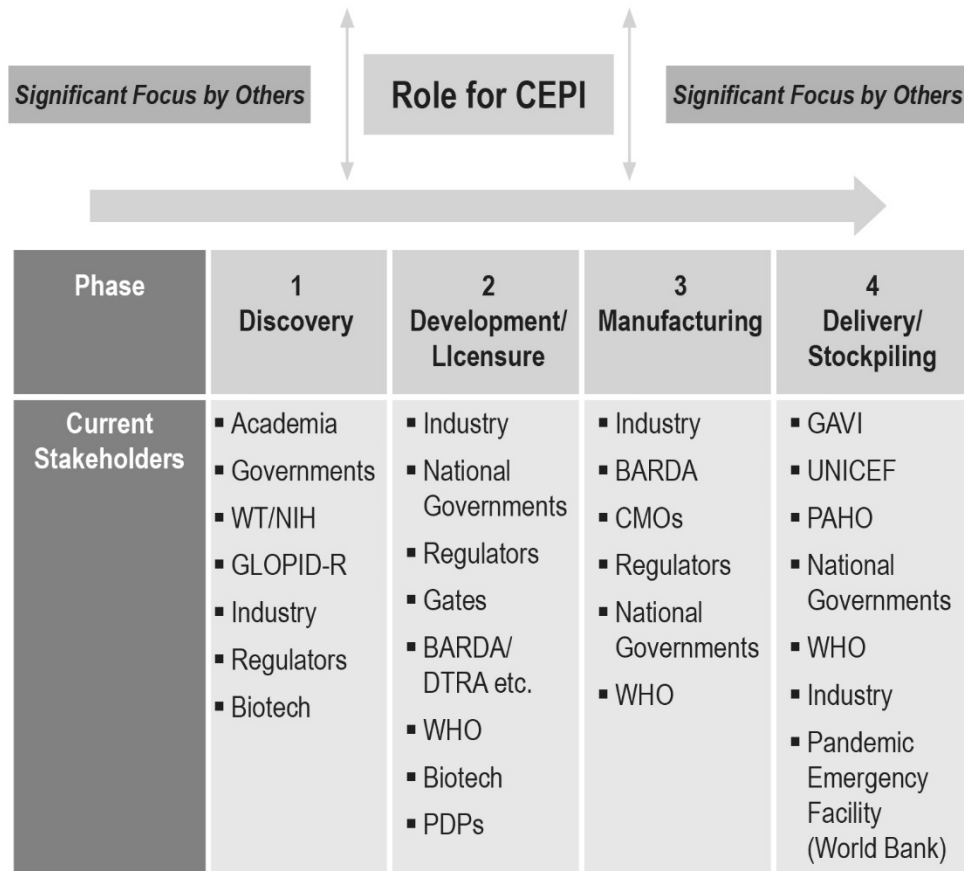 Significant Focus by Others
Role for CEPI
Significant Focus by Others
Phase
1
Discovery
2
Development/
LIcensure
3
Manufacturing
4
Delivery/
Stockpiling
Current
Stakeholders
▪ Academia
▪ Governments
▪ WT/NIH
▪ GLOPID-R
▪ Industry
▪ Regulators
▪ Biotech
▪ Industry
▪ National
Governments
▪ Regulators
▪ Gates
▪ BARDA/
DTRA etc.
▪ WHO
▪ Biotech
▪ PDPs
▪ Industry
▪ BARDA
▪ CMOs
▪ Regulators
▪ National
Governments
▪ WHO
▪ GAVI
▪ UNICEF
▪ PAHO
▪ National
Governments
▪ WHO
▪ Industry
▪ Pandemic
Emergency
Facility
(World Bank)